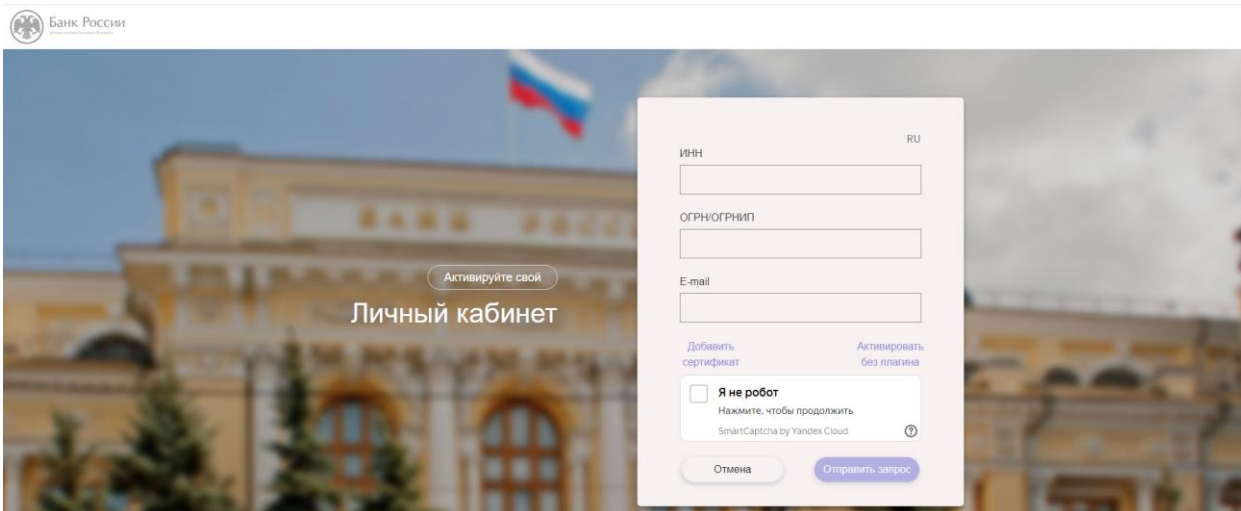 Банк России
RU
ИНН
ОГРН/ОГРНИП
E-mail
Активируйте свой
Личный кабинет
Добавить
сертификат
Активировать
без плагина
Я не робот
Нажмите, чтобы продолжить
SmartCaptcha by Yandex Cloud
?
Отмена
Отправить запрос